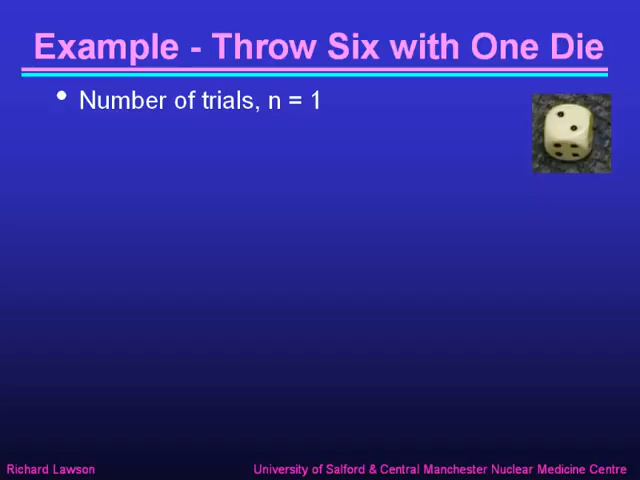 Example - Throw Six with One Die
• Number of trials, n = 1
Richard Lawson
University of Salford & Central Manchester Nuclear Medicine Centre